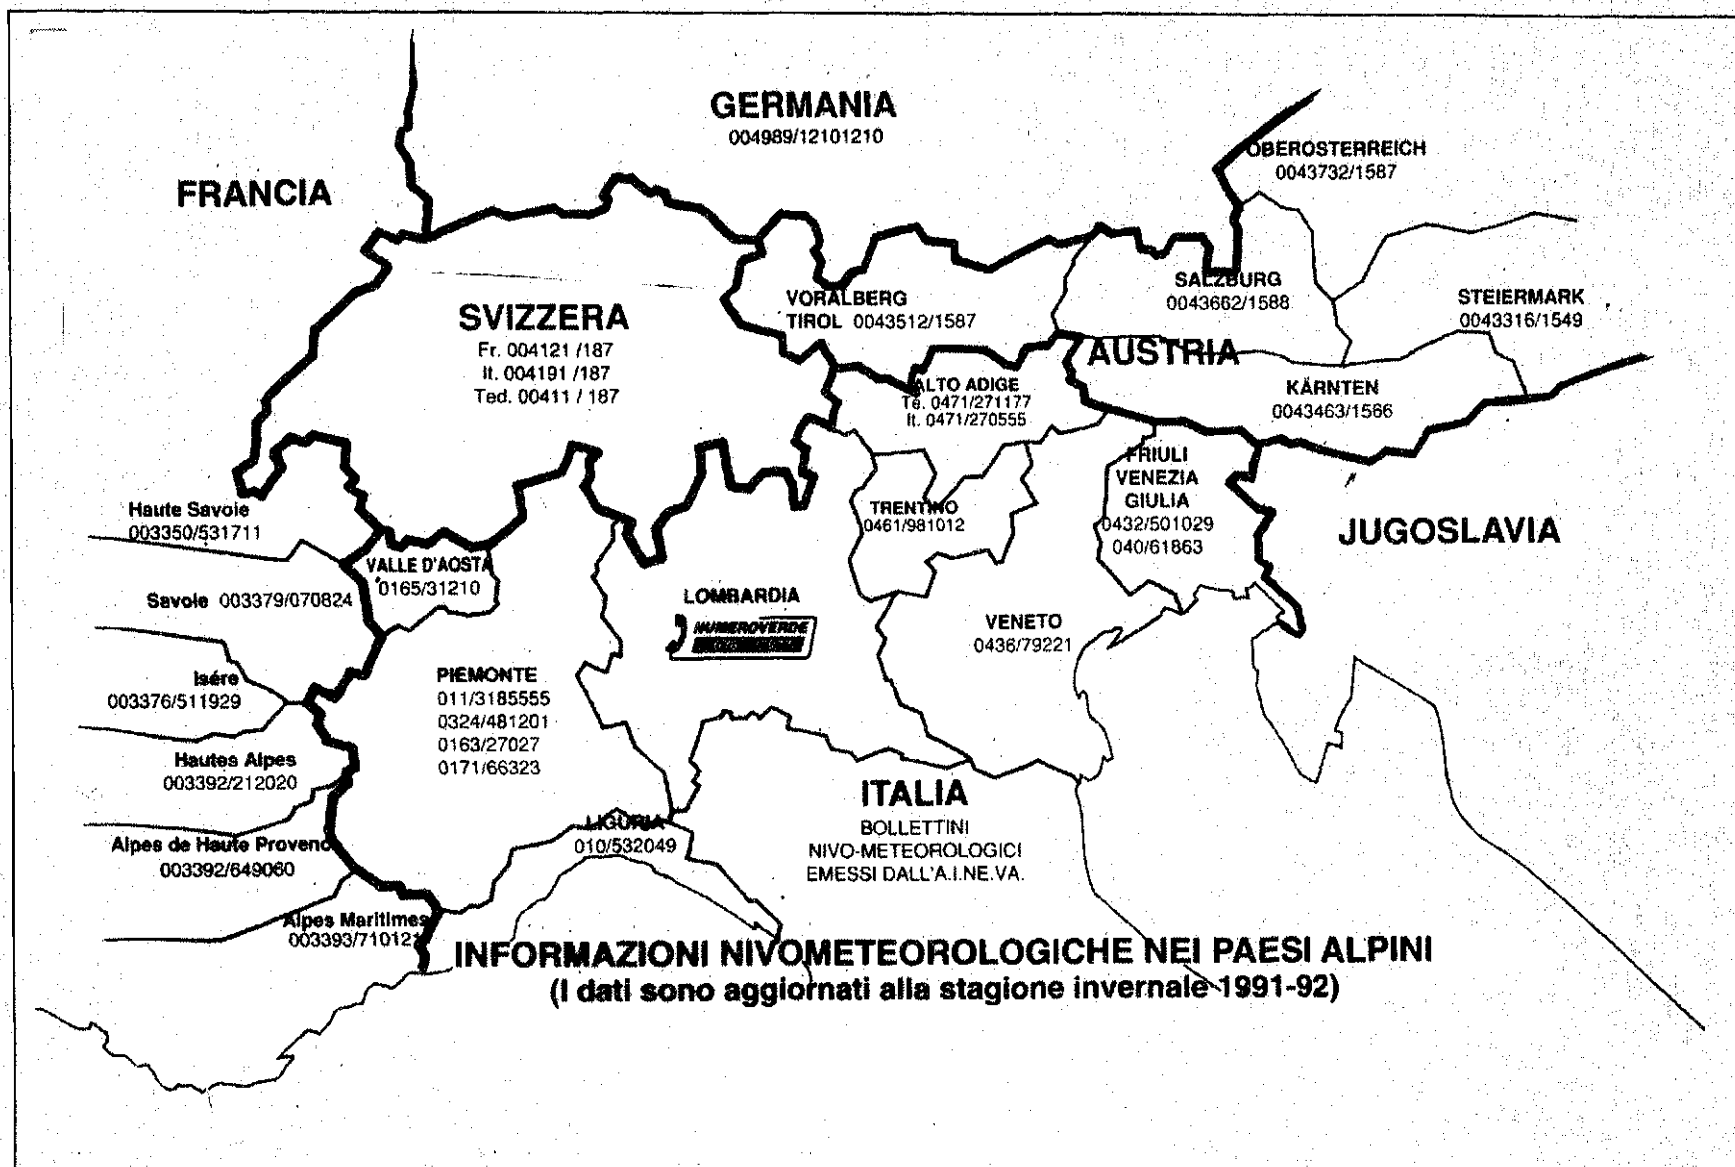 GERMANIA
004989/12101210
FRANCIA
OBEROSTERREICH
0043732/1587
SVIZZERA
Fr. 004121 /187
It. 004191 /187
Ted. 00411 / 187
VORALBERG
TIROL 0043512/1587
SALZBURG
0043662/1588
STEIERMARK
0043316/1549
AUSTRIA
KÄRNTEN
0043463/1566
ALTO ADIGE
Te. 0471/271177
It. 0471/270555
FRIULI
VENEZIA
GIULIA
0432/501029
040/61863
JUGOSLAVIA
Haute Savoie
003350/531711
VALLE D'AOSTA
0165/31210
TRENTINO
0461/981012
Savoie 003379/070824
LOMBARDIA
NUMEROVERDE
VENETO
0436/79221
Isére
003376/511929
PIEMONTE
011/3185555
0324/481201
0163/27027
0171/66323
Hautes Alpes
003392/212020
Alpes de Haute Provenc
003392/649060
LIGURIA
010/532049
ITALIA
BOLLETTINI
NIVO-METEOROLOGICI
EMESSI DALL'A.I.NE.VA.
Alpes Maritimes
003393/710121
INFORMAZIONI NIVOMETEOROLOGICHE NEI PAESI ALPINI
(I dati sono aggiornati alla stagione invernale 1991-92)